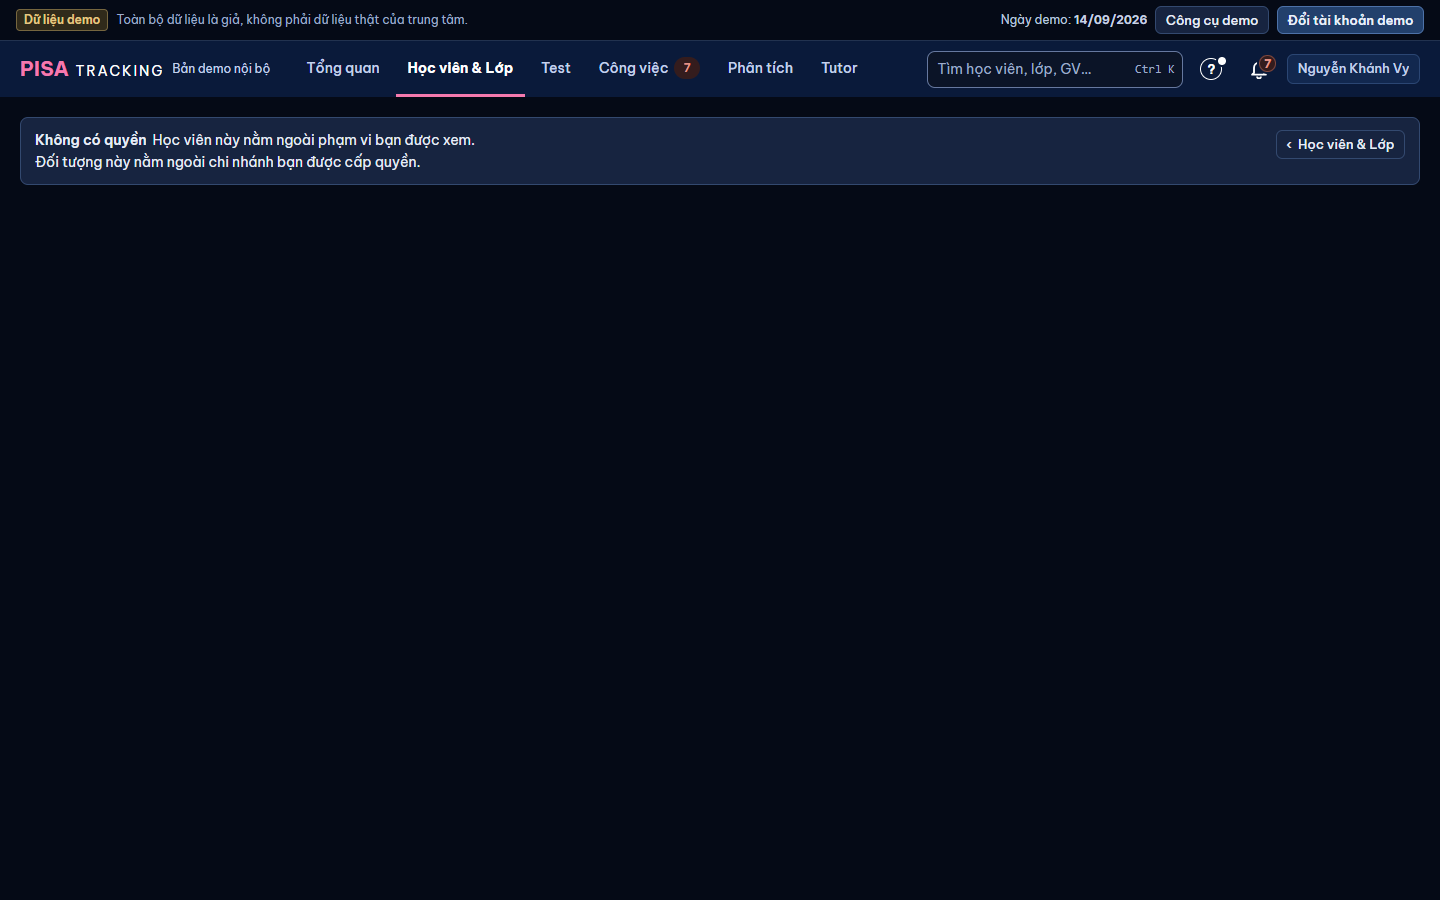 Dữ liệu demo Toàn bộ dữ liệu là giả, không phải dữ liệu thật của trung tâm. Ngày demo: 14/09/2026 Công cụ demo Đổi tài khoản demo
PISA TRACKING Bản demo nội bộ Tổng quan Học viên & Lớp Test Công việc 7 Phân tích Tutor Tìm học viên, lớp, GV... Ctrl K ? 7 Nguyễn Khánh Vy
Không có quyền Học viên này nằm ngoài phạm vi bạn được xem. ‹ Học viên & Lớp
Đối tượng này nằm ngoài chi nhánh bạn được cấp quyền.